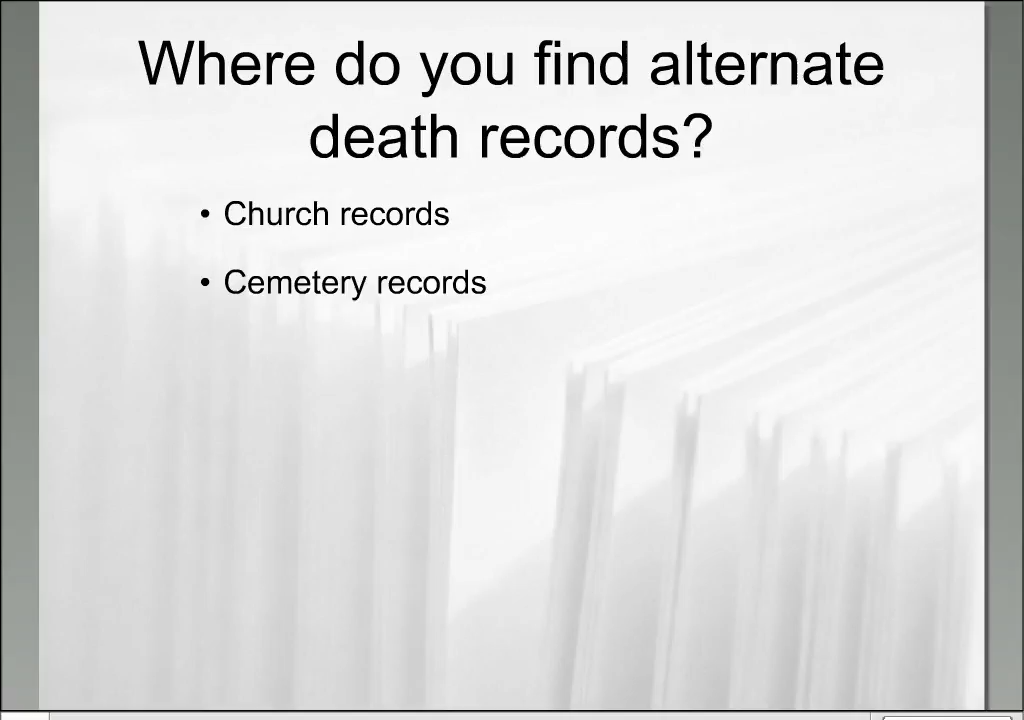 Where do you find alternate
death records?
• Church records
• Cemetery records